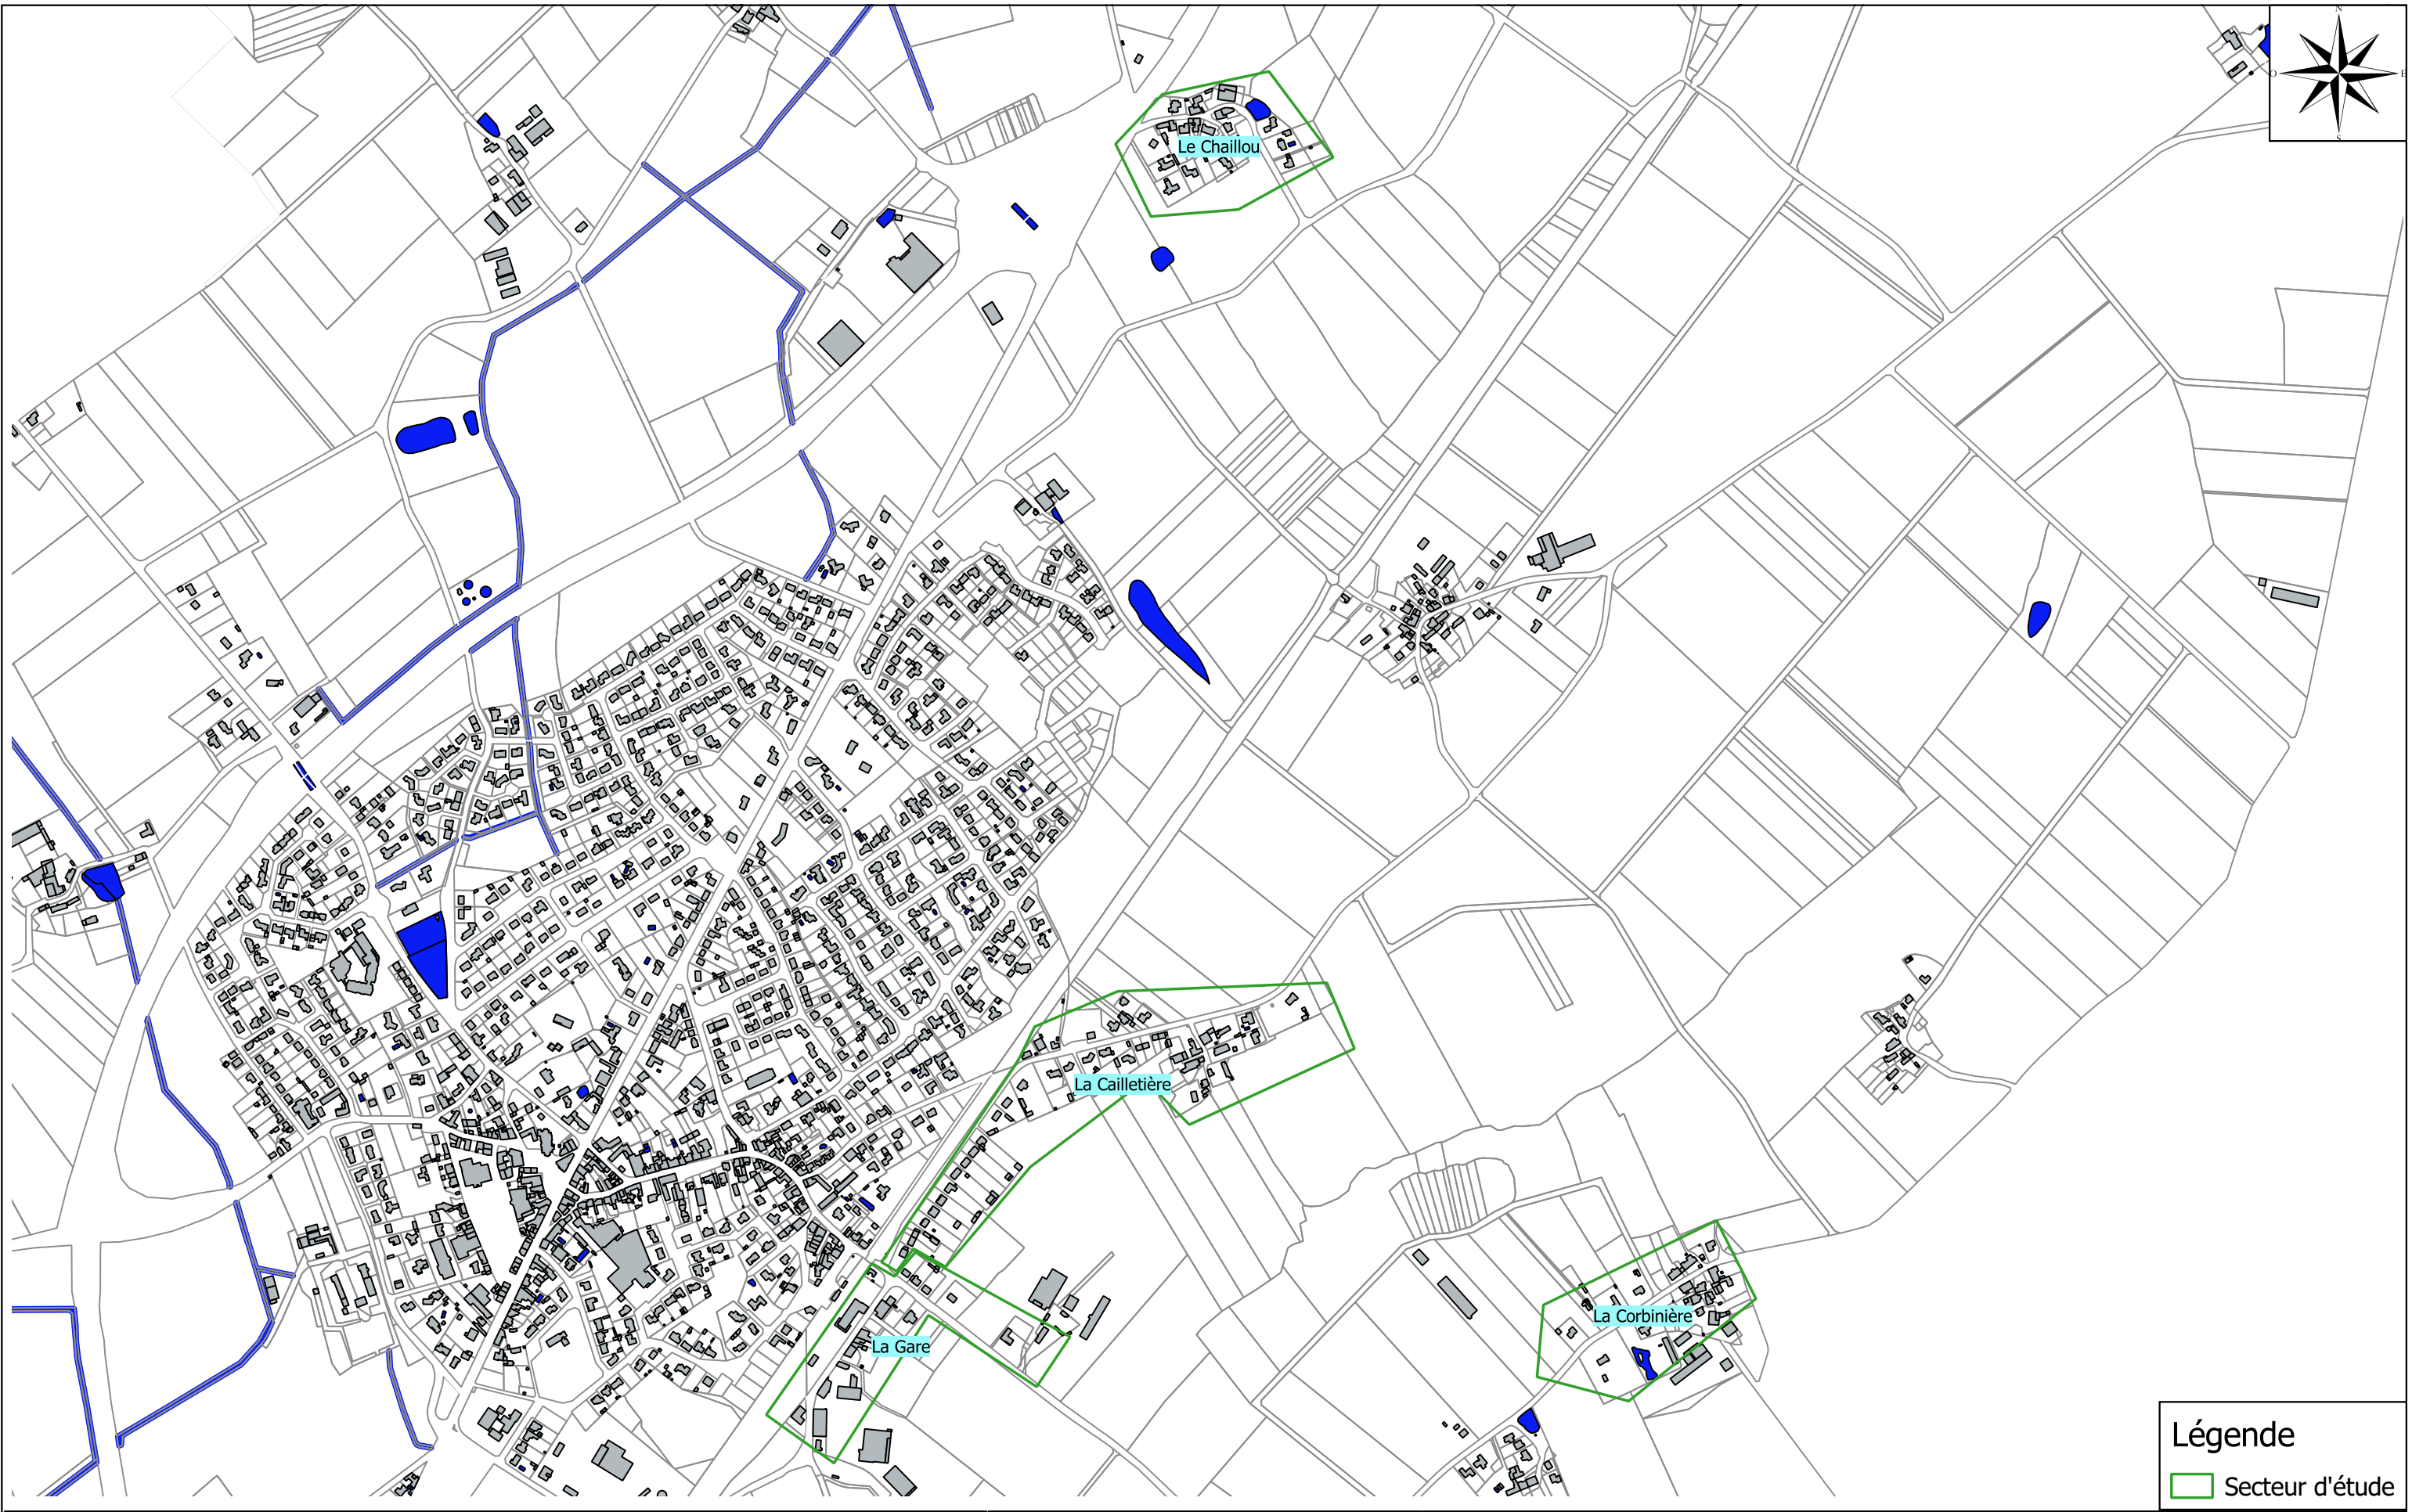 N
O
E
S
Le Chaillou
La Cailletière
La Corbinière
La Gare
Légende
Secteur d'étude